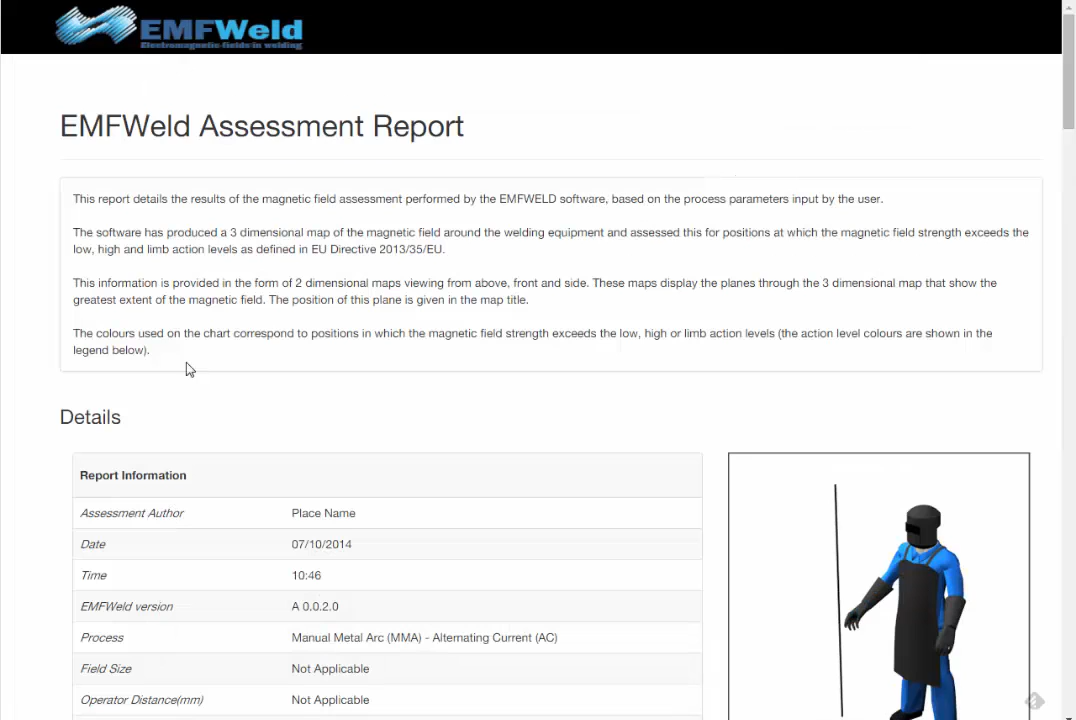 EMFWeld
Electromagnetic fields in welding
EMFWeld Assessment Report
This report details the results of the magnetic field assessment performed by the EMFWELD software, based on the process parameters input by the user.
The software has produced a 3 dimensional map of the magnetic field around the welding equipment and assessed this for positions at which the magnetic field strength exceeds the
low, high and limb action levels as defined in EU Directive 2013/35/EU.
This information is provided in the form of 2 dimensional maps viewing from above, front and side. These maps display the planes through the 3 dimensional map that show the
greatest extent of the magnetic field. The position of this plane is given in the map title.
The colours used on the chart correspond to positions in which the magnetic field strength exceeds the low, high or limb action levels (the action level colours are shown in the
legend below).
Details
Report Information
Assessment Author Place Name
Date 07/10/2014
Time 10:46
EMFWeld version A 0.0.2.0
Process Manual Metal Arc (MMA) - Alternating Current (AC)
Field Size Not Applicable
Operator Distance(mm) Not Applicable